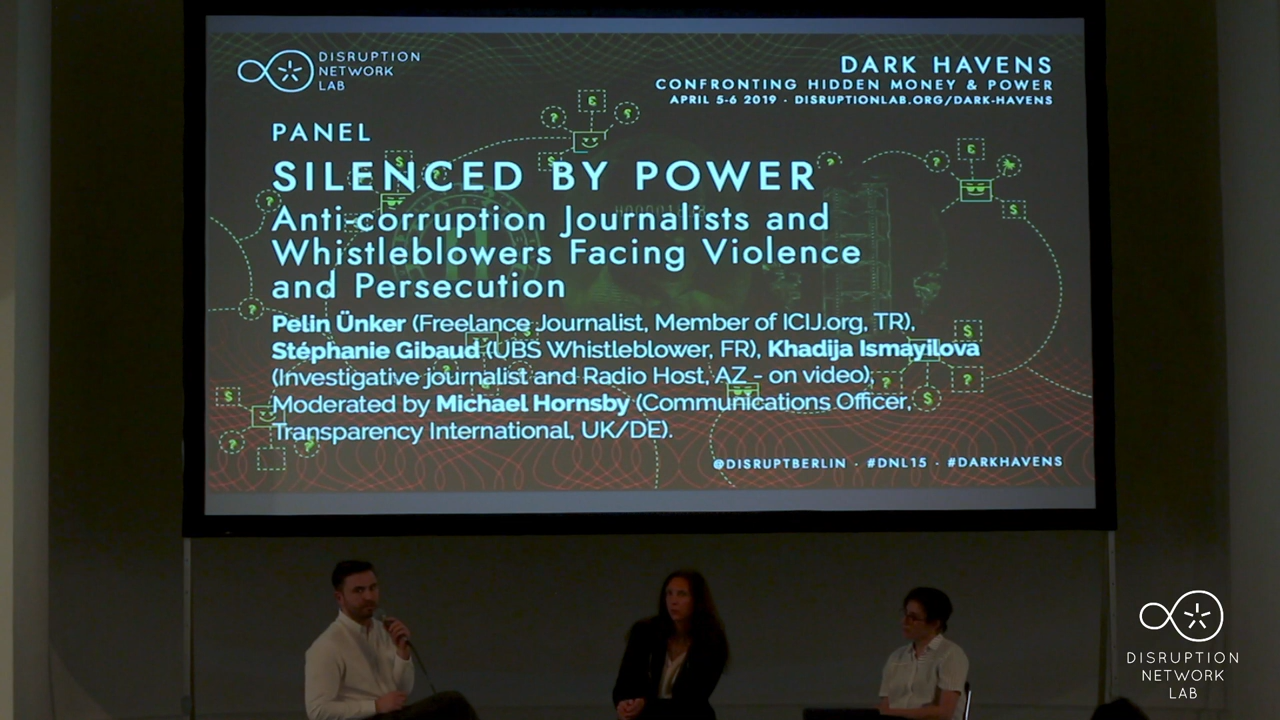 DISRUPTION
NETWORK
LAB
DARK HAVENS
CONFRONTING HIDDEN MONEY & POWER
APRIL 5-6 2019 · DISRUPTIONLAB.ORG/DARK-HAVENS
PANEL
SILENCED BY POWER
Anti-corruption Journalists and
Whistleblowers Facing Violence
and Persecution
Pelin Ünker (Freelance Journalist, Member of ICIJ.org, TR),
Stéphanie Gibaud (UBS Whistleblower, FR), Khadija Ismayilova
(Investigative journalist and Radio Host, AZ - on video),
Moderated by Michael Hornsby (Communications Officer,
Transparency International, UK/DE).
@DISRUPTBERLIN · #DNL15 · #DARKHAVENS
DISRUPTION
NETWORK
LAB